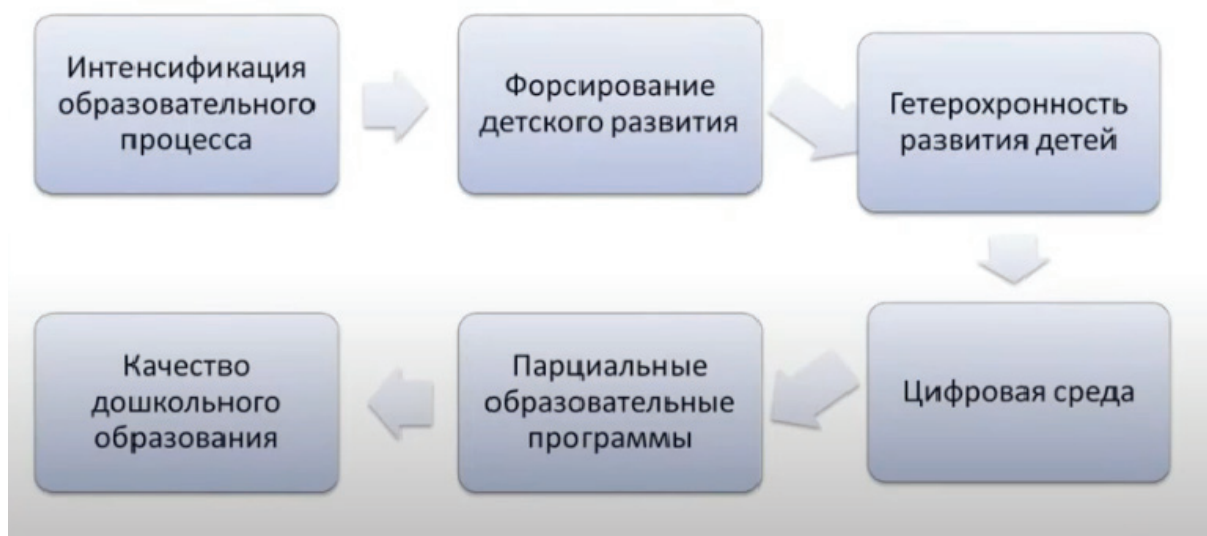 Интенсификация
образовательного
процесса
Форсирование
детского развития
Гетерохронность
развития детей
Цифровая среда
Парциальные
образовательные
программы
Качество
дошкольного
образования